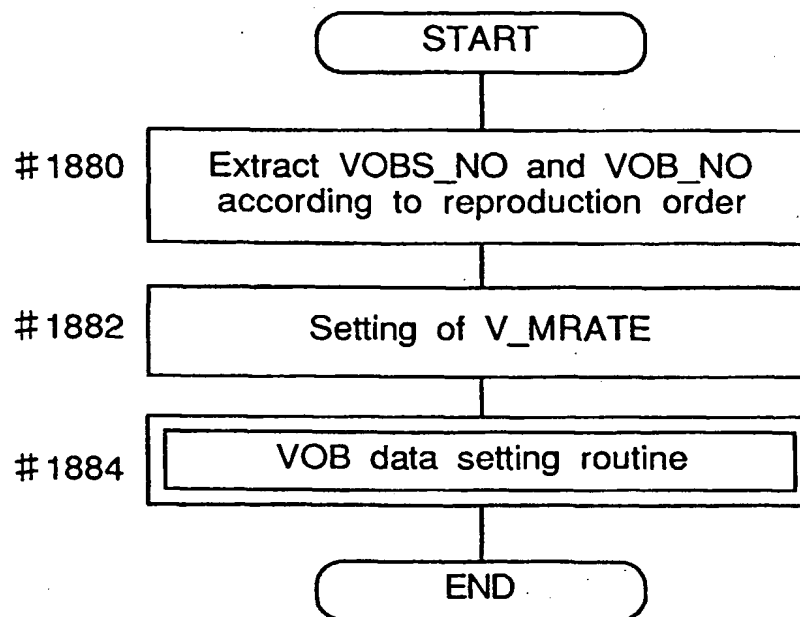 START
#1880
Extract VOBS_NO and VOB_NO
according to reproduction order
#1882
Setting of V_MRATE
#1884
VOB data setting routine
END